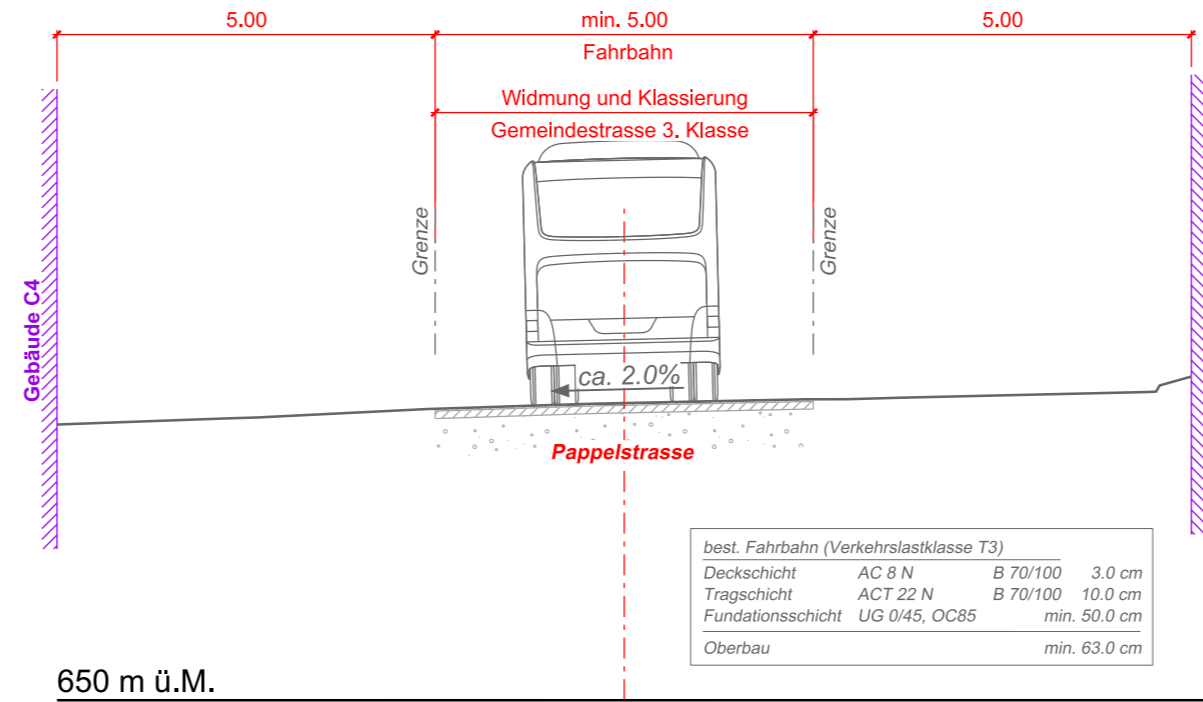 5.00
min. 5.00
5.00
Fahrbahn
Widmung und Klassierung
Gemeindestrasse 3. Klasse
Grenze
Grenze
Gebäude C4
ca. 2.0%
Pappelstrasse
best. Fahrbahn (Verkehrslastklasse T3)
Deckschicht AC 8 N B 70/100 3.0 cm
Tragschicht ACT 22 N B 70/100 10.0 cm
Fundationsschicht UG 0/45, OC85 min. 50.0 cm
Oberbau min. 63.0 cm
650 m ü.M.